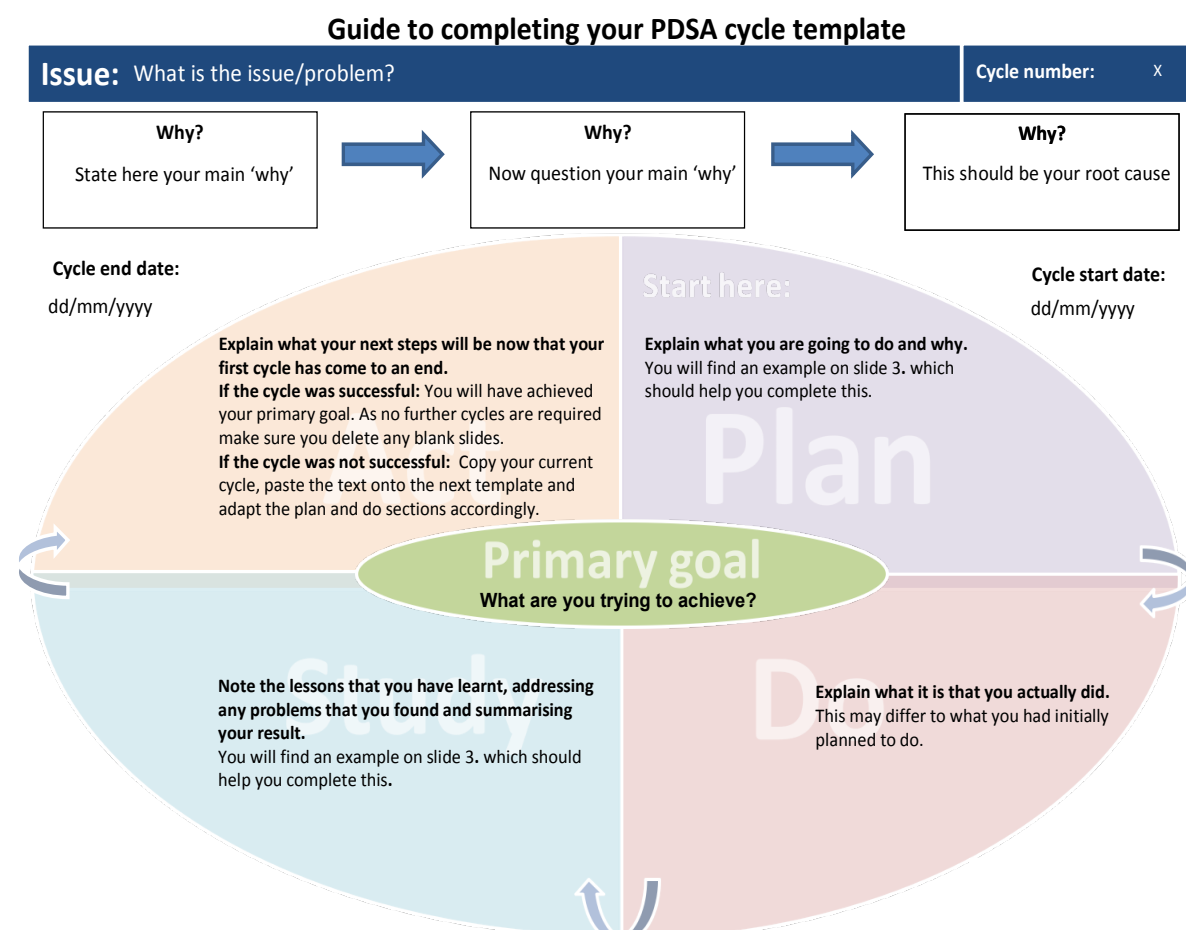 Guide to completing your PDSA cycle template
Issue: What is the issue/problem?
Cycle number: X
Why?
State here your main ‘why’
Why?
Now question your main ‘why’
Why?
This should be your root cause
Cycle end date:
dd/mm/yyyy
Cycle start date:
dd/mm/yyyy
Start here:
Plan
Explain what you are going to do and why.
You will find an example on slide 3. which
should help you complete this.
Do
Explain what it is that you actually did.
This may differ to what you had initially
planned to do.
Study
Note the lessons that you have learnt, addressing
any problems that you found and summarising
your result.
You will find an example on slide 3. which should
help you complete this.
Act
Explain what your next steps will be now that your
first cycle has come to an end.
If the cycle was successful: You will have achieved
your primary goal. As no further cycles are required
make sure you delete any blank slides.
If the cycle was not successful: Copy your current
cycle, paste the text onto the next template and
adapt the plan and do sections accordingly.
Primary goal
What are you trying to achieve?